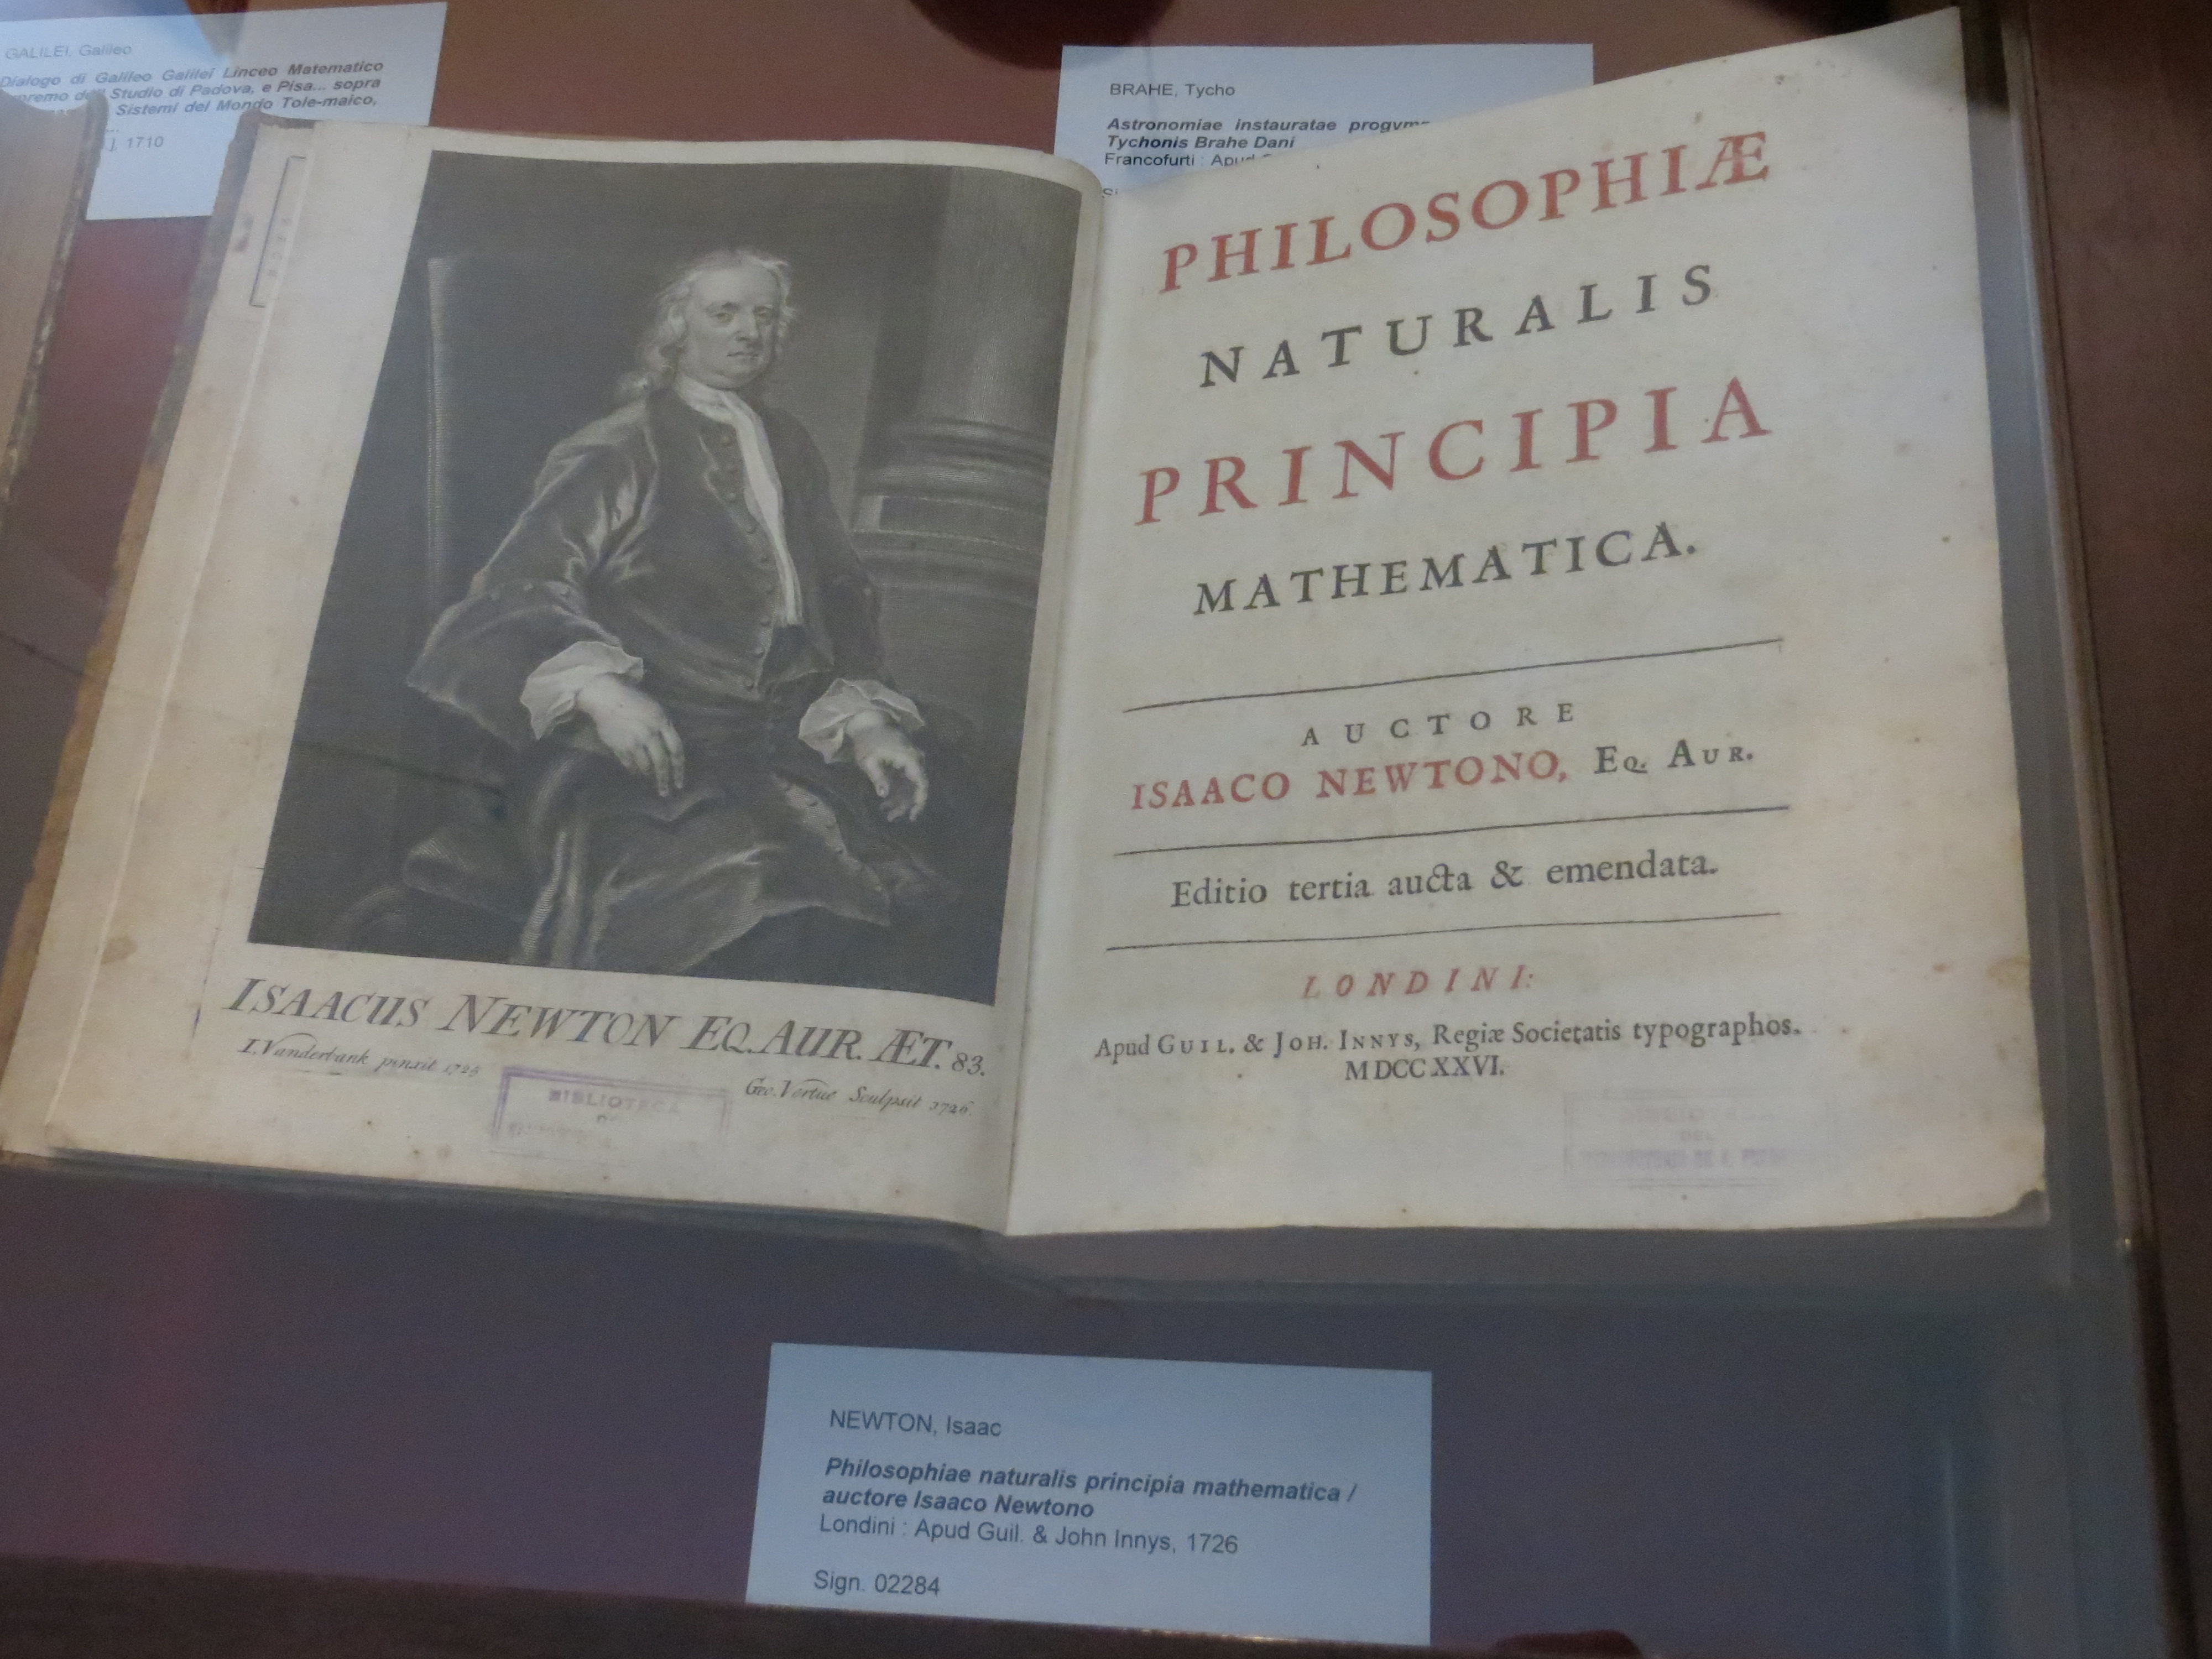 GALILEI, Galileo
Dialogo di Galileo Galilei Linceo Matematico
Studio di Padova, e Pisa... sopra
Sistemi del Mondo Tole-maico,
1710
BRAHE, Tycho
Astronomiae instauratae
Tychonis Brahe Dani
Francofurti : Apud
ISAACUS NEWTON EQ. AUR. ÆT. 83.
I. Vanderbank pinxit 1725
Geo. Vertue Sculpsit 1726.
BIBLIOTECA
PHILOSOPHIÆ
NATURALIS
PRINCIPIA
MATHEMATICA.
AUCTORE
ISAACO NEWTONO, EQ. AUR.
Editio tertia aucta & emendata.
LONDINI:
Apud GUIL. & JOH. INNYS, Regiæ Societatis typographos.
MDCCXXVI.
NEWTON, Isaac
Philosophiae naturalis principia mathematica /
auctore Isaaco Newtono
Londini : Apud Guil. & John Innys, 1726
Sign. 02284